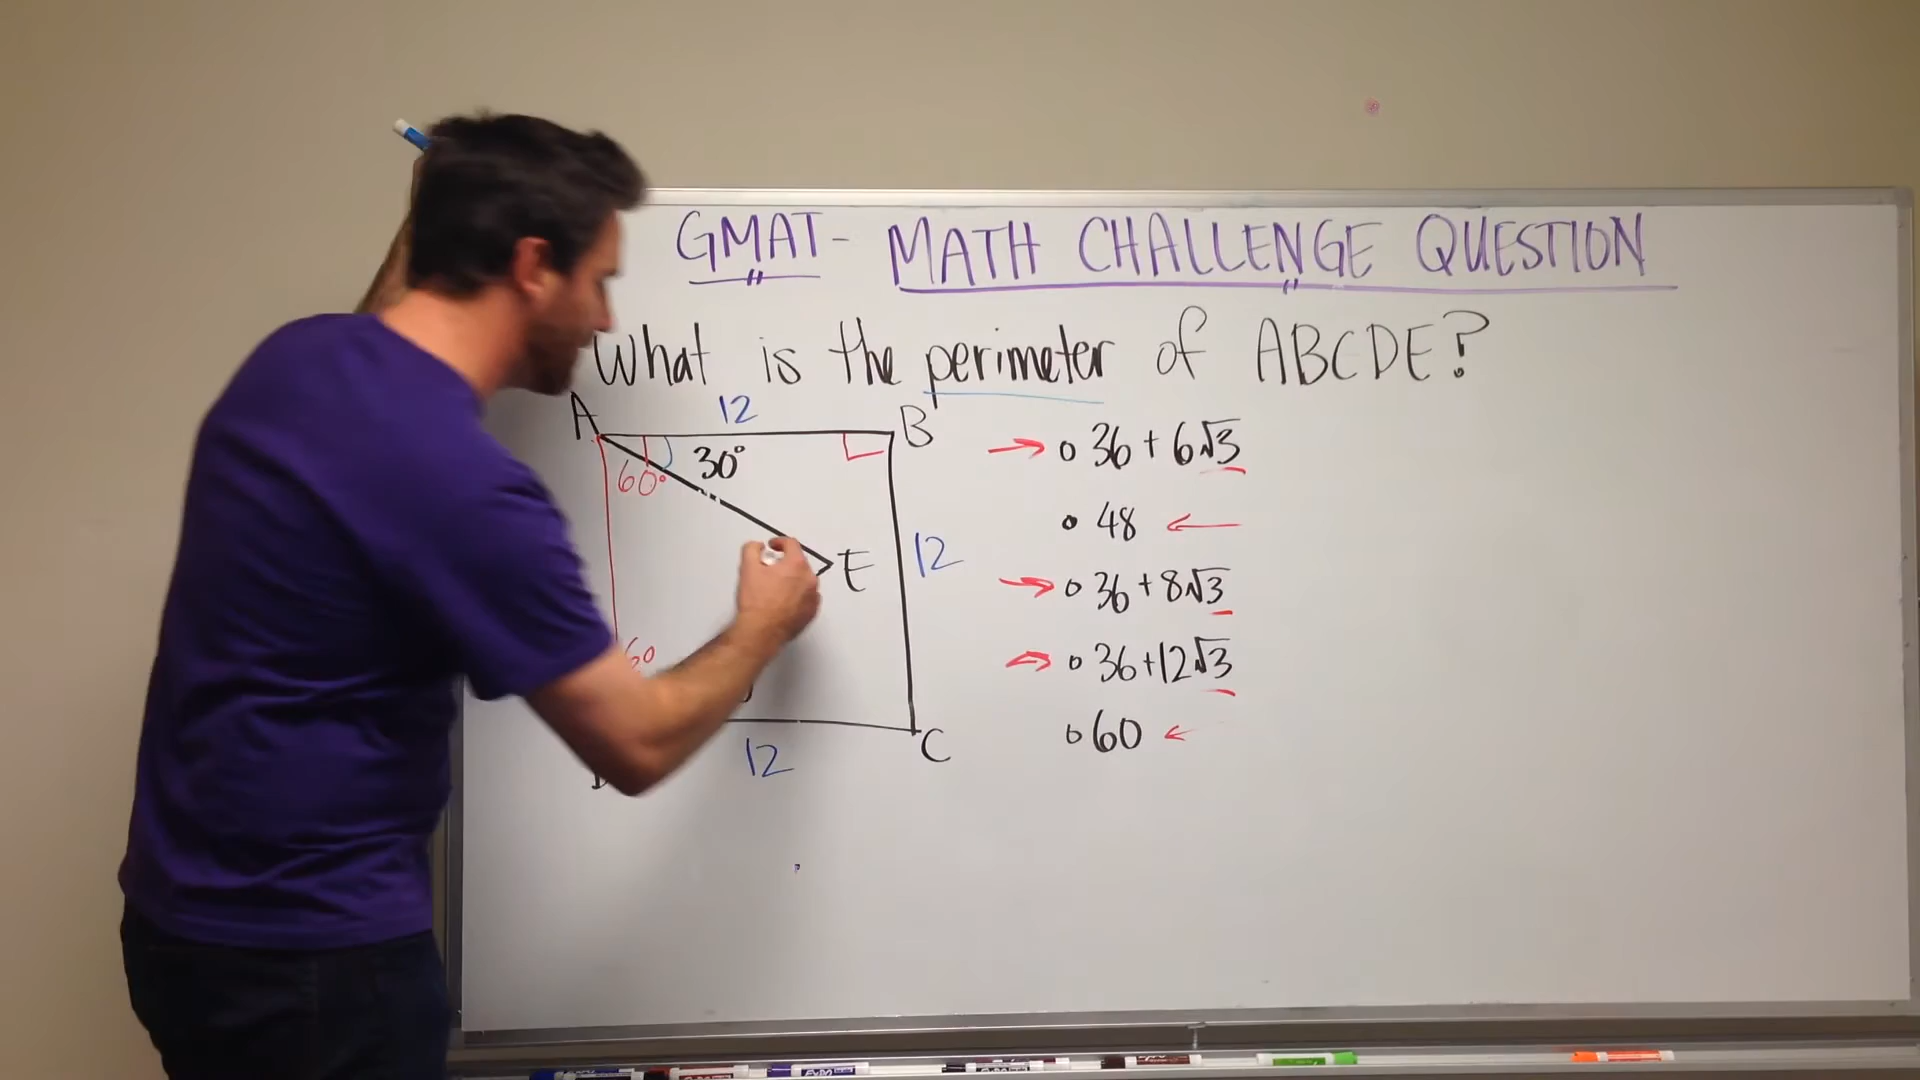 GMAT- MATH CHALLENGE QUESTION
What is the perimeter of ABCDE?
A
12
B
30°
60°
E
12
60
12
C
36 + 6√3
48
36 + 8√3
36 + 12√3
60
EXPO